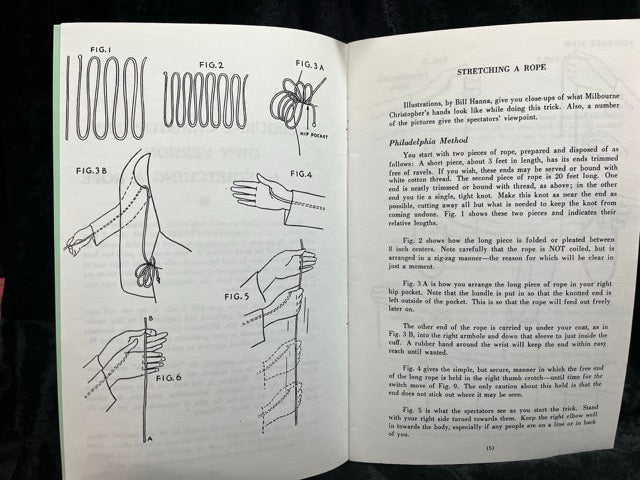 FIG.1
FIG.2
FIG.3A
HIP POCKET
FIG.3B
FIG.4
FIG.5
B
FIG.6
A
STRETCHING A ROPE
Illustrations, by Bill Hanna, give you close-ups of what Milbourne
Christopher's hands look like while doing this trick. Also, a number
of the pictures give the spectators' viewpoint.
Philadelphia Method
You start with two pieces of rope, prepared and disposed of as
follows: A short piece, about 3 feet in length, has its ends trimmed
free of ravels. If you wish, these ends may be served or bound with
white cotton thread. The second piece of rope is 20 feet long. One
end is neatly trimmed or bound with thread, as above; in the other
end you tie a single, tight knot. Make this knot as near the end as
possible, cutting away all but what is needed to keep the knot from
coming undone. Fig. 1 shows these two pieces and indicates their
relative lengths.
Fig. 2 shows how the long piece is folded or pleated between
8 inch centers. Note carefully that the rope is NOT coiled, but is
arranged in a zig-zag manner—the reason for which will be clear in
just a moment.
Fig. 3 A is how you arrange the long piece of rope in your right
hip pocket. Note that the bundle is put in so that the knotted end is
left outside of the pocket. This is so that the rope will feed out freely
later on.
The other end of the rope is carried up under your coat, as in
Fig. 3 B, into the right armhole and down that sleeve to just inside the
cuff. A rubber band around the wrist will keep the end within easy
reach until wanted.
Fig. 4 gives the simple, but secure, manner in which the free end
of the long rope is held in the right thumb crotch—until time for the
switch move of Fig. 9. The only caution about this hold is that the
end does not stick out where it may be seen.
Fig. 5 is what the spectators see as you start the trick. Stand
with your right side turned towards them. Keep the right elbow well
in towards the body, especially if any people are on a line or in back
of you.
(5)